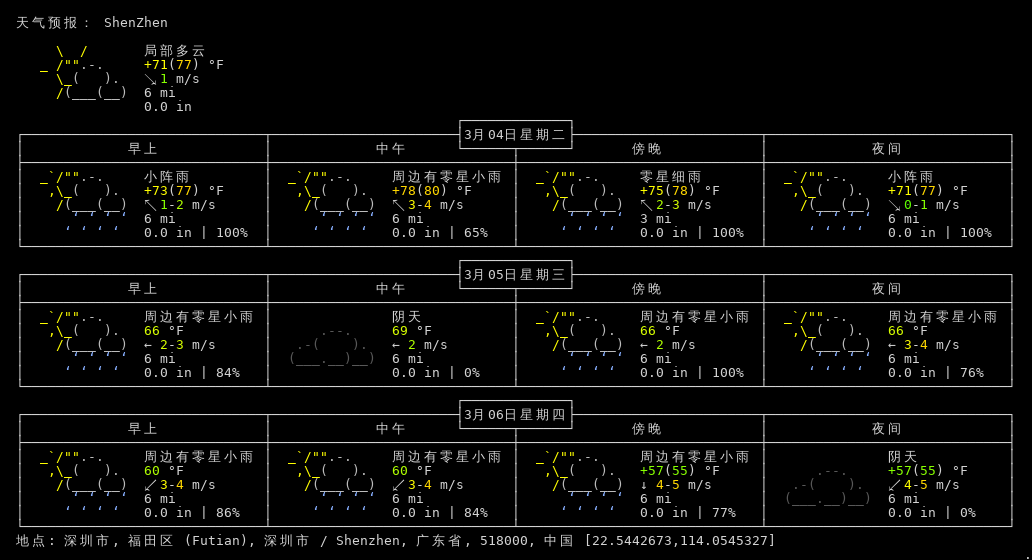 天气预报： ShenZhen
局部多云
+71(77) °F
↘1 m/s
6 mi
0.0 in
3月04日星期二
早上 中午 傍晚 夜间
小阵雨 周边有零星小雨 零星细雨 小阵雨
+73(77) °F +78(80) °F +75(78) °F +71(77) °F
↖1-2 m/s ↖3-4 m/s ↖2-3 m/s ↘0-1 m/s
6 mi 6 mi 3 mi 6 mi
0.0 in | 100% 0.0 in | 65% 0.0 in | 100% 0.0 in | 100%
3月05日星期三
早上 中午 傍晚 夜间
周边有零星小雨 阴天 周边有零星小雨 周边有零星小雨
66 °F 69 °F 66 °F 66 °F
← 2-3 m/s ← 2 m/s ← 2 m/s ← 3-4 m/s
6 mi 6 mi 6 mi 6 mi
0.0 in | 84% 0.0 in | 0% 0.0 in | 100% 0.0 in | 76%
3月06日星期四
早上 中午 傍晚 夜间
周边有零星小雨 周边有零星小雨 周边有零星小雨 阴天
60 °F 60 °F +57(55) °F +57(55) °F
↙3-4 m/s ↙3-4 m/s ↓ 4-5 m/s ↙4-5 m/s
6 mi 6 mi 6 mi 6 mi
0.0 in | 86% 0.0 in | 84% 0.0 in | 77% 0.0 in | 0%
地点: 深圳市, 福田区 (Futian), 深圳市 / Shenzhen, 广东省, 518000, 中国 [22.5442673,114.0545327]